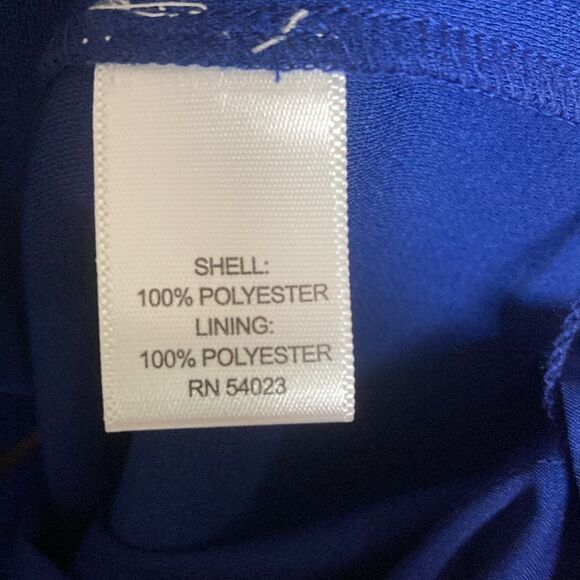 SHELL:
100% POLYESTER
LINING:
100% POLYESTER
RN 54023